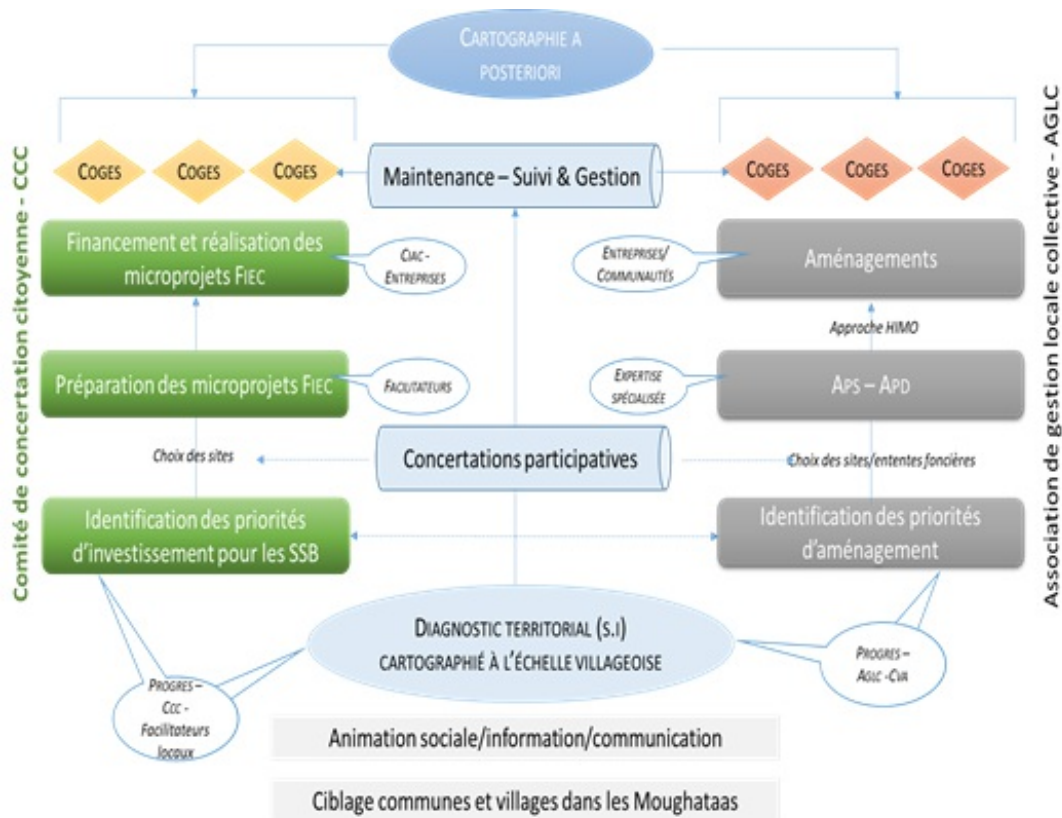 CARTOGRAPHIE A
POSTERIORI
Comité de concertation citoyenne - CCC
COGES
COGES
COGES
Maintenance – Suivi & Gestion
COGES
COGES
COGES
Association de gestion locale collective - AGLC
Financement et réalisation des
microprojets FIEC
CIAC -
ENTREPRISES
ENTREPRISES/
COMMUNAUTÉS
Aménagements
Approche HIMO
Préparation des microprojets FIEC
FACILITATEURS
EXPERTISE
SPÉCIALISÉE
APS – APD
Choix des sites
Concertations participatives
Choix des sites/ententes foncières
Identification des priorités
d'investissement pour les SSB
Identification des priorités
d'aménagement
DIAGNOSTIC TERRITORIAL (S.I)
CARTOGRAPHIÉ À L'ÉCHELLE VILLAGEOISE
PROGRES –
CCC -
Facilitateurs
locaux
PROGRES –
AGLC -CVA
Animation sociale/information/communication
Ciblage communes et villages dans les Moughataas